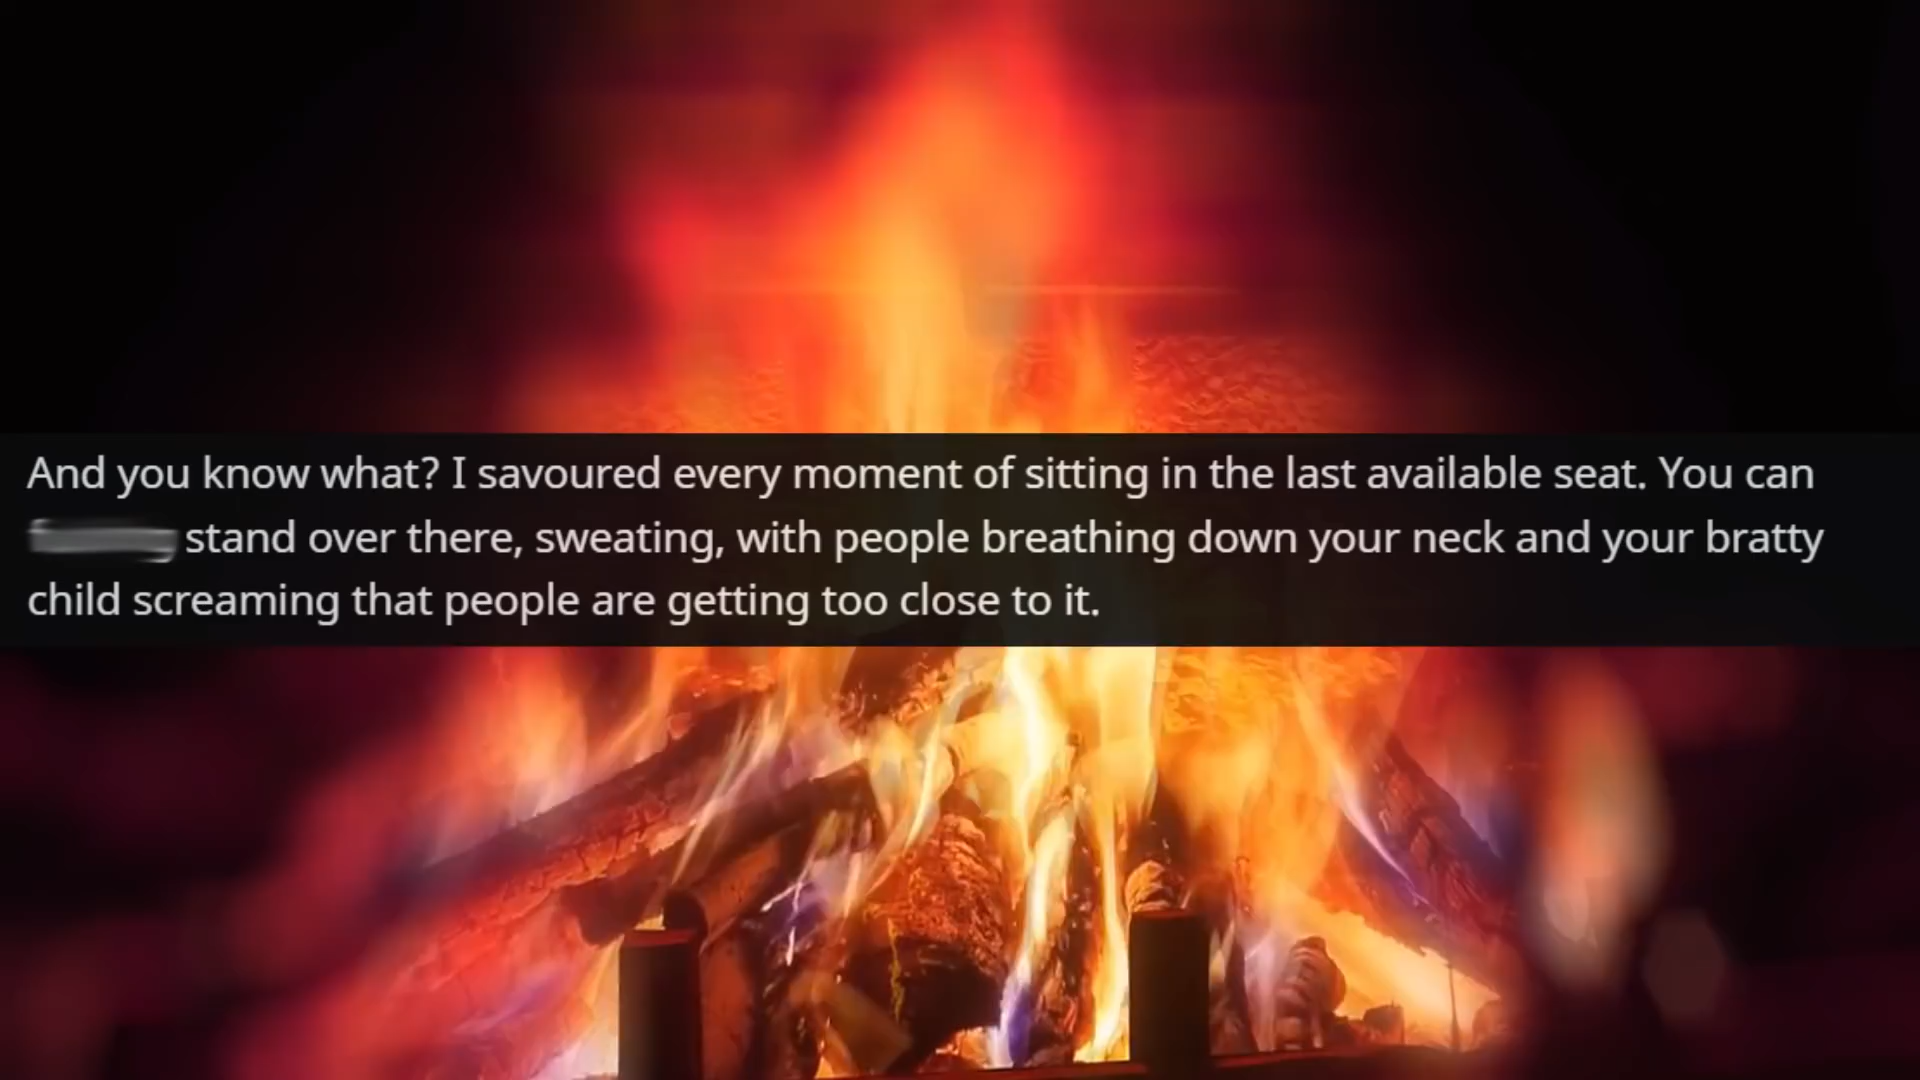 And you know what? I savoured every moment of sitting in the last available seat. You can
stand over there, sweating, with people breathing down your neck and your bratty
child screaming that people are getting too close to it.